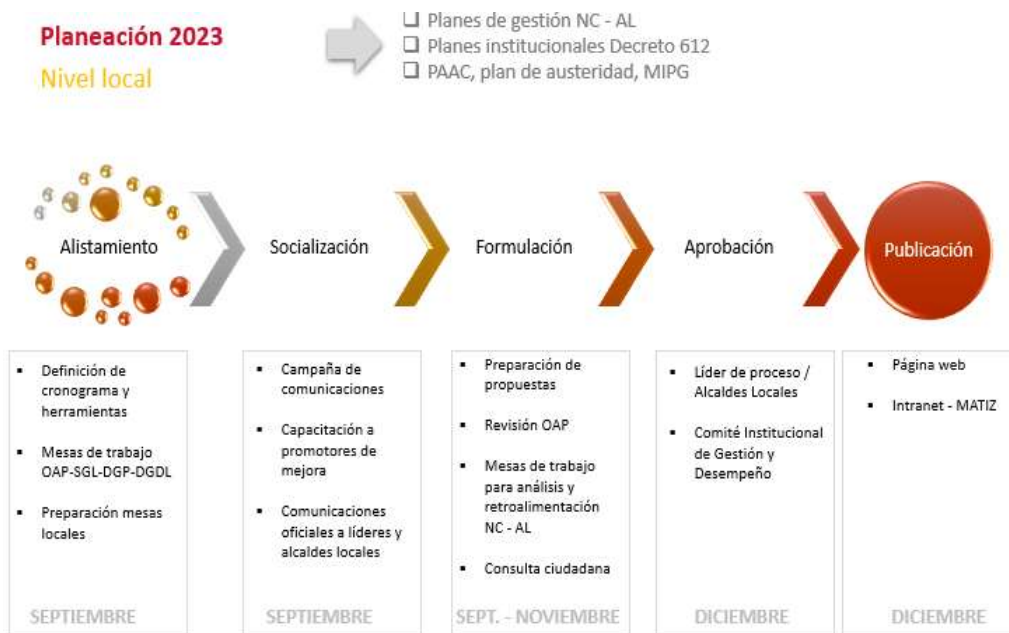 Planeación 2023
Nivel local
❑ Planes de gestión NC - AL
❑ Planes institucionales Decreto 612
❑ PAAC, plan de austeridad, MIPG
Alistamiento
Socialización
Formulación
Aprobación
Publicación
▪ Definición de
cronograma y
herramientas
▪ Mesas de trabajo
OAP-SGL-DGP-DGDL
▪ Preparación mesas
locales
SEPTIEMBRE
▪ Campaña de
comunicaciones
▪ Capacitación a
promotores de
mejora
▪ Comunicaciones
oficiales a líderes y
alcaldes locales
SEPTIEMBRE
▪ Preparación de
propuestas
▪ Revisión OAP
▪ Mesas de trabajo
para análisis y
retroalimentación
NC - AL
▪ Consulta ciudadana
SEPT. - NOVIEMBRE
▪ Líder de proceso /
Alcaldes Locales
▪ Comité Institucional
de Gestión y
Desempeño
DICIEMBRE
▪ Página web
▪ Intranet - MATIZ
DICIEMBRE